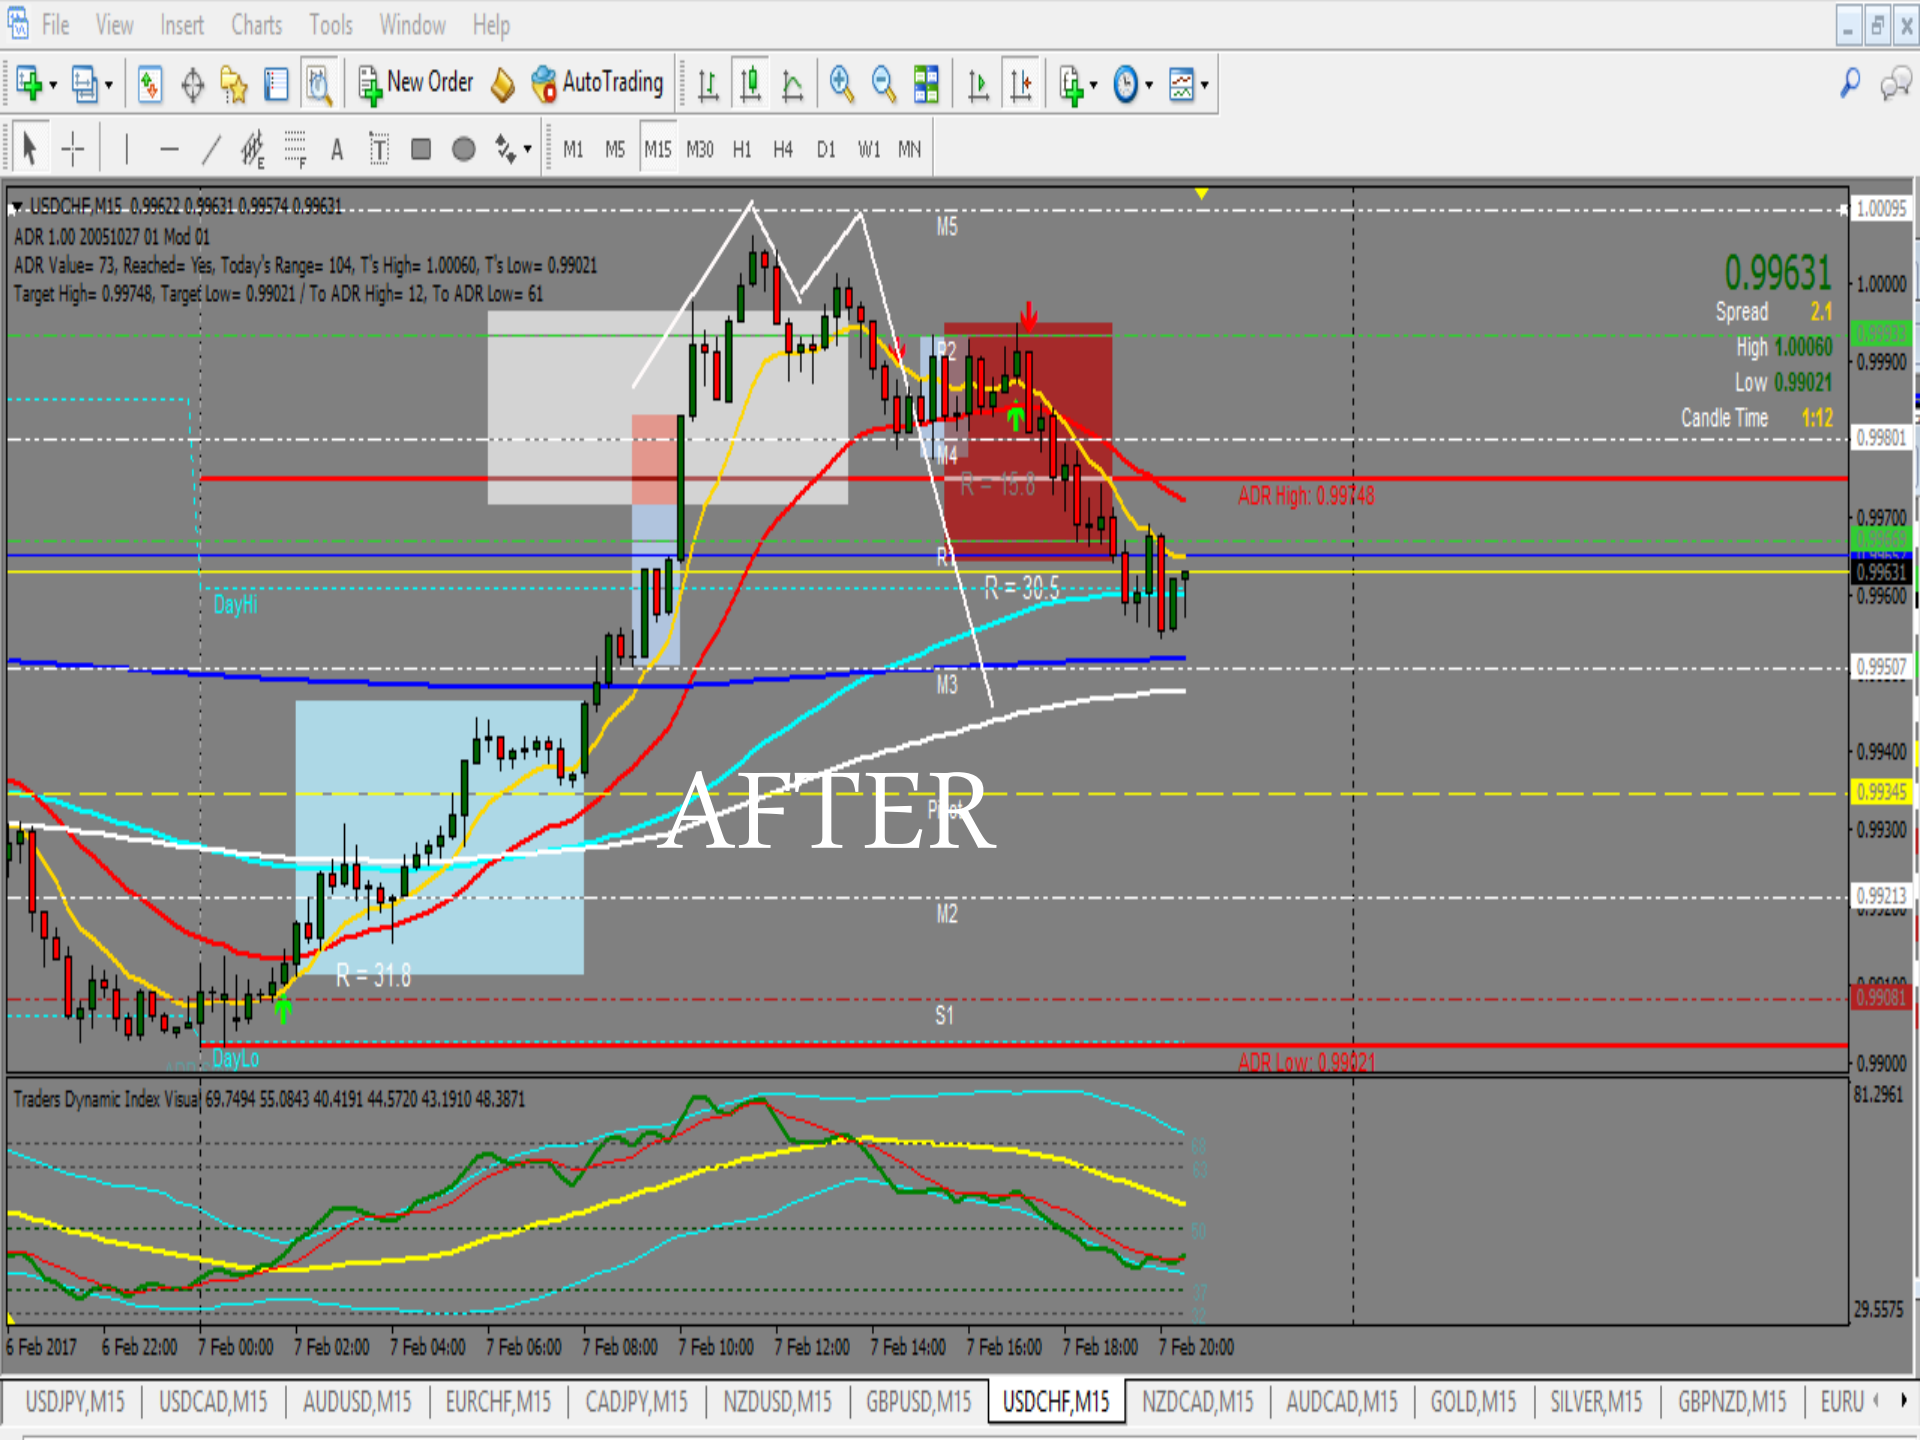 File View Insert Charts Tools Window Help
New Order AutoTrading
E F A T M1 M5 M15 M30 H1 H4 D1 W1 MN
USDCHF,M15 0.99622 0.99631 0.99574 0.99631
ADR 1.00 20051027 01 Mod 01
ADR Value= 73, Reached= Yes, Today's Range= 104, T's High= 1.00060, T's Low= 0.99021
Target High= 0.99748, Target Low= 0.99021 / To ADR High= 12, To ADR Low= 61
M5
1.00095
0.99631
1.00000
Spread 2.1
0.99933
High 1.00060
R2
0.99900
Low 0.99021
Candle Time 1:12
0.99801
M4
R = 15.8
ADR High: 0.99748
0.99700
0.99669
R1
0.99631
R = 30.5
0.99600
DayHi
0.99507
M3
0.99400
0.99345
AFTER
Pivot
0.99300
0.99213
M2
R = 31.8
0.99081
S1
DayLo
ADR Low: 0.99021
0.99000
Traders Dynamic Index Visual 69.7494 55.0843 40.4191 44.5720 43.1910 48.3871
81.2961
68
63
50
37
32
29.5575
6 Feb 2017 6 Feb 22:00 7 Feb 00:00 7 Feb 02:00 7 Feb 04:00 7 Feb 06:00 7 Feb 08:00 7 Feb 10:00 7 Feb 12:00 7 Feb 14:00 7 Feb 16:00 7 Feb 18:00 7 Feb 20:00
USDJPY,M15 USDCAD,M15 AUDUSD,M15 EURCHF,M15 CADJPY,M15 NZDUSD,M15 GBPUSD,M15 USDCHF,M15 NZDCAD,M15 AUDCAD,M15 GOLD,M15 SILVER,M15 GBPNZD,M15 EURU